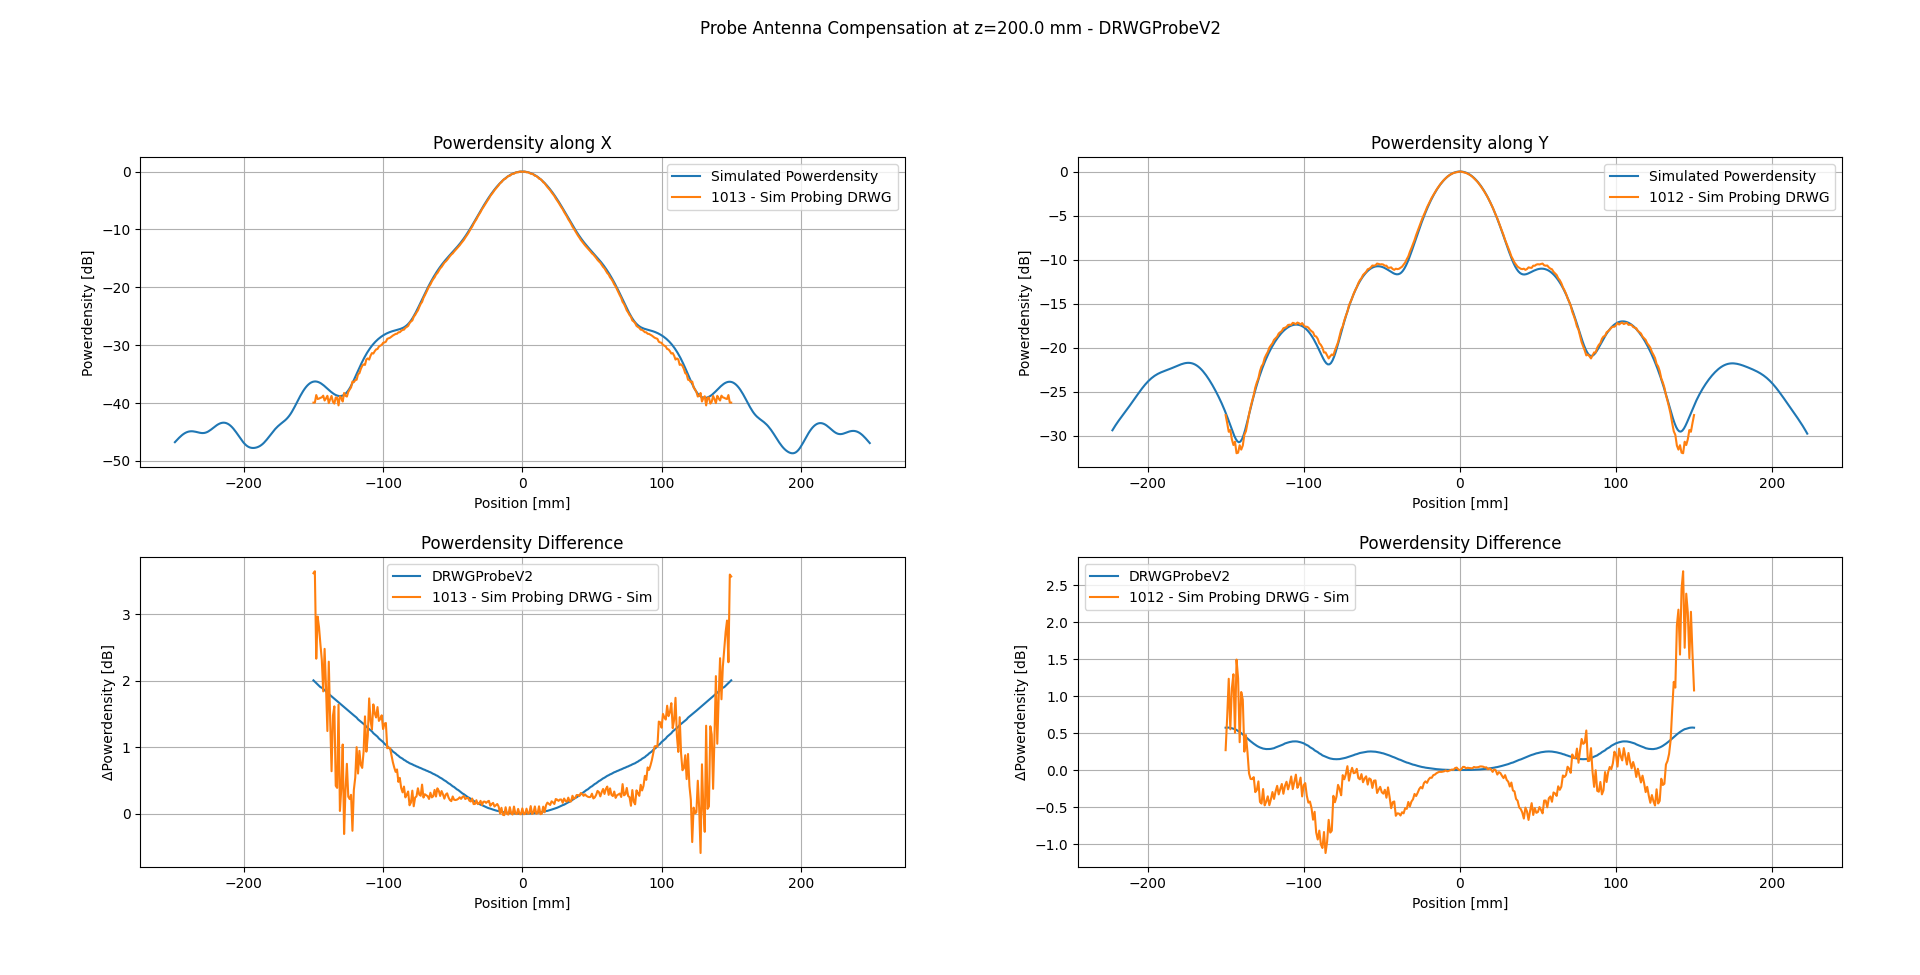 Probe Antenna Compensation at z=200.0 mm - DRWGProbeV2
Powerdensity along X
0
−10
−20
−30
−40
−50
Powerdensity [dB]
Simulated Powerdensity
1013 - Sim Probing DRWG
−200
−100
0
100
200
Position [mm]
Powerdensity along Y
0
−5
−10
−15
−20
−25
−30
Powerdensity [dB]
Simulated Powerdensity
1012 - Sim Probing DRWG
−200
−100
0
100
200
Position [mm]
Powerdensity Difference
3
2
1
0
ΔPowerdensity [dB]
DRWGProbeV2
1013 - Sim Probing DRWG - Sim
−200
−100
0
100
200
Position [mm]
Powerdensity Difference
2.5
2.0
1.5
1.0
0.5
0.0
−0.5
−1.0
ΔPowerdensity [dB]
DRWGProbeV2
1012 - Sim Probing DRWG - Sim
−200
−100
0
100
200
Position [mm]